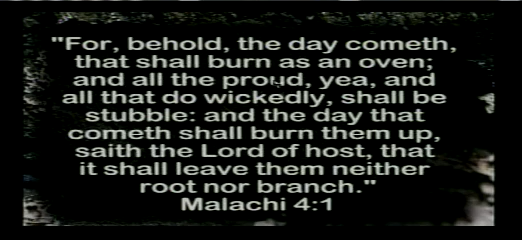 "For, behold, the day cometh,
that shall burn as an oven;
and all the proud, yea, and
all that do wickedly, shall be
stubble: and the day that
cometh shall burn them up,
saith the Lord of host, that
it shall leave them neither
root nor branch."
Malachi 4:1